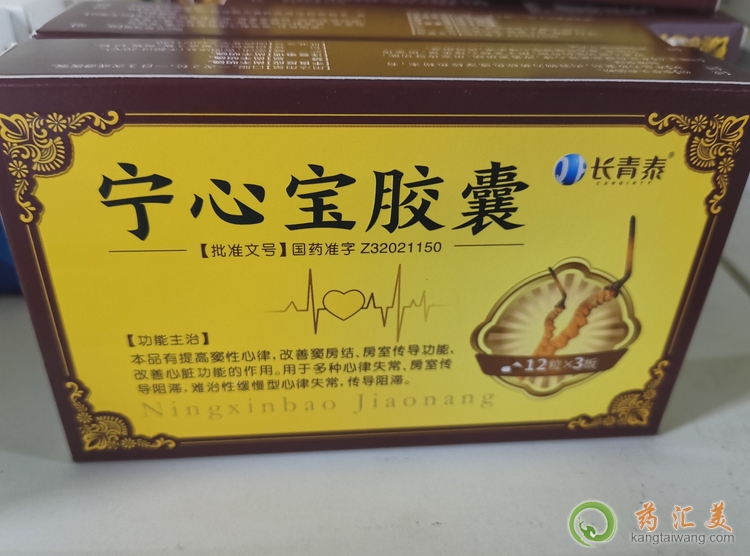 宁心宝胶囊
长青泰®
【批准文号】国药准字 Z32021150
【功能主治】
本品有提高窦性心律,改善窦房结、房室传导功能,
改善心脏功能的作用。用于多种心律失常、房室传
导阻滞,难治性缓慢型心律失常,传导阻滞。
Ningxinbao Jiaonang
12粒×3板
药汇美
kangtaiwang.com